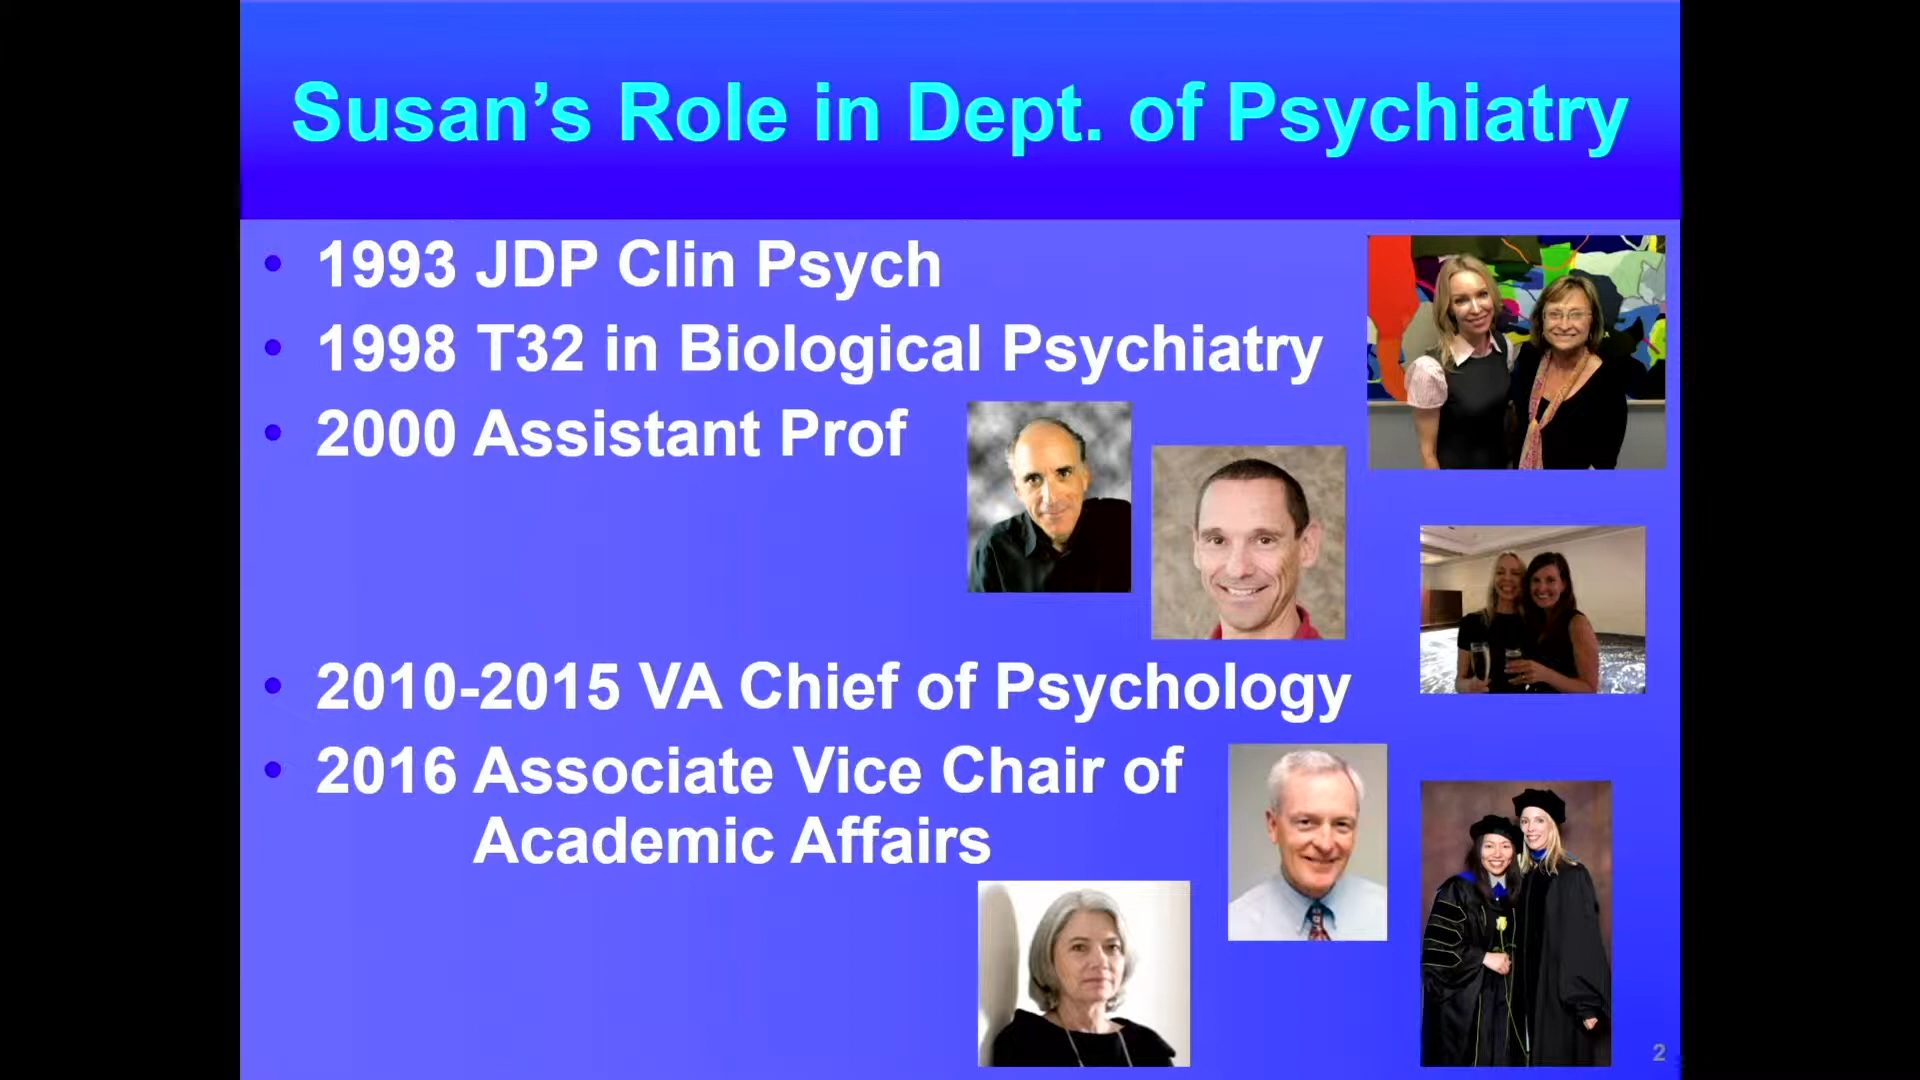 Susan’s Role in Dept. of Psychiatry
• 1993 JDP Clin Psych
• 1998 T32 in Biological Psychiatry
• 2000 Assistant Prof
• 2010-2015 VA Chief of Psychology
• 2016 Associate Vice Chair of
Academic Affairs
2